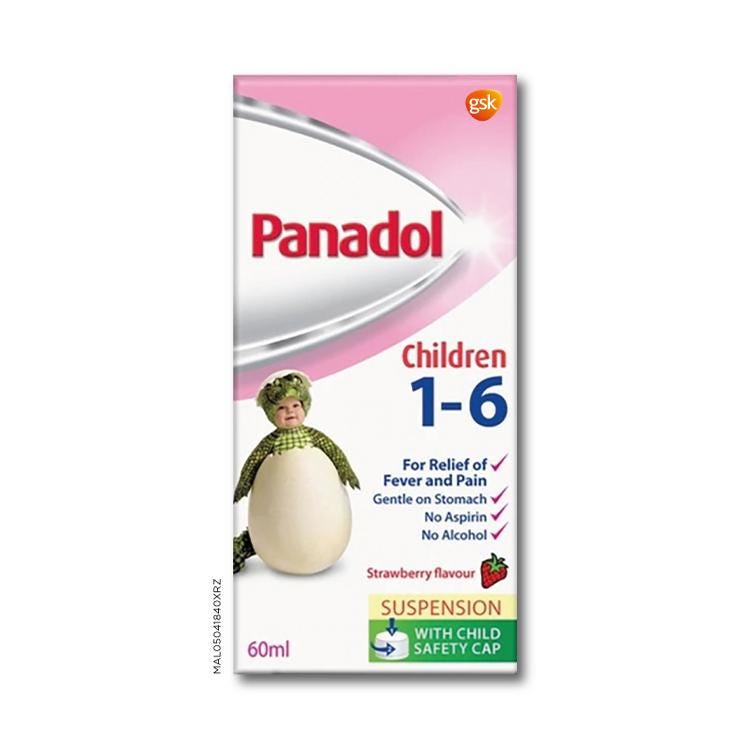 gsk
Panadol
Children
1-6
For Relief of
Fever and Pain
Gentle on Stomach
No Aspirin
No Alcohol
Strawberry flavour
SUSPENSION
WITH CHILD
SAFETY CAP
60ml
MAL05041840XRZ